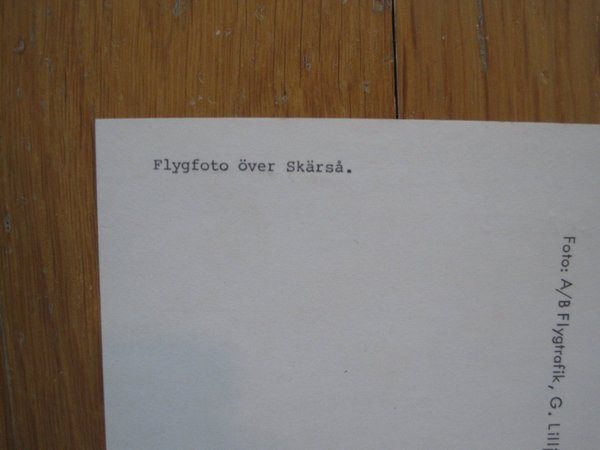 Flygfoto över Skärså.
Foto: A/B Flygtrafik, G.